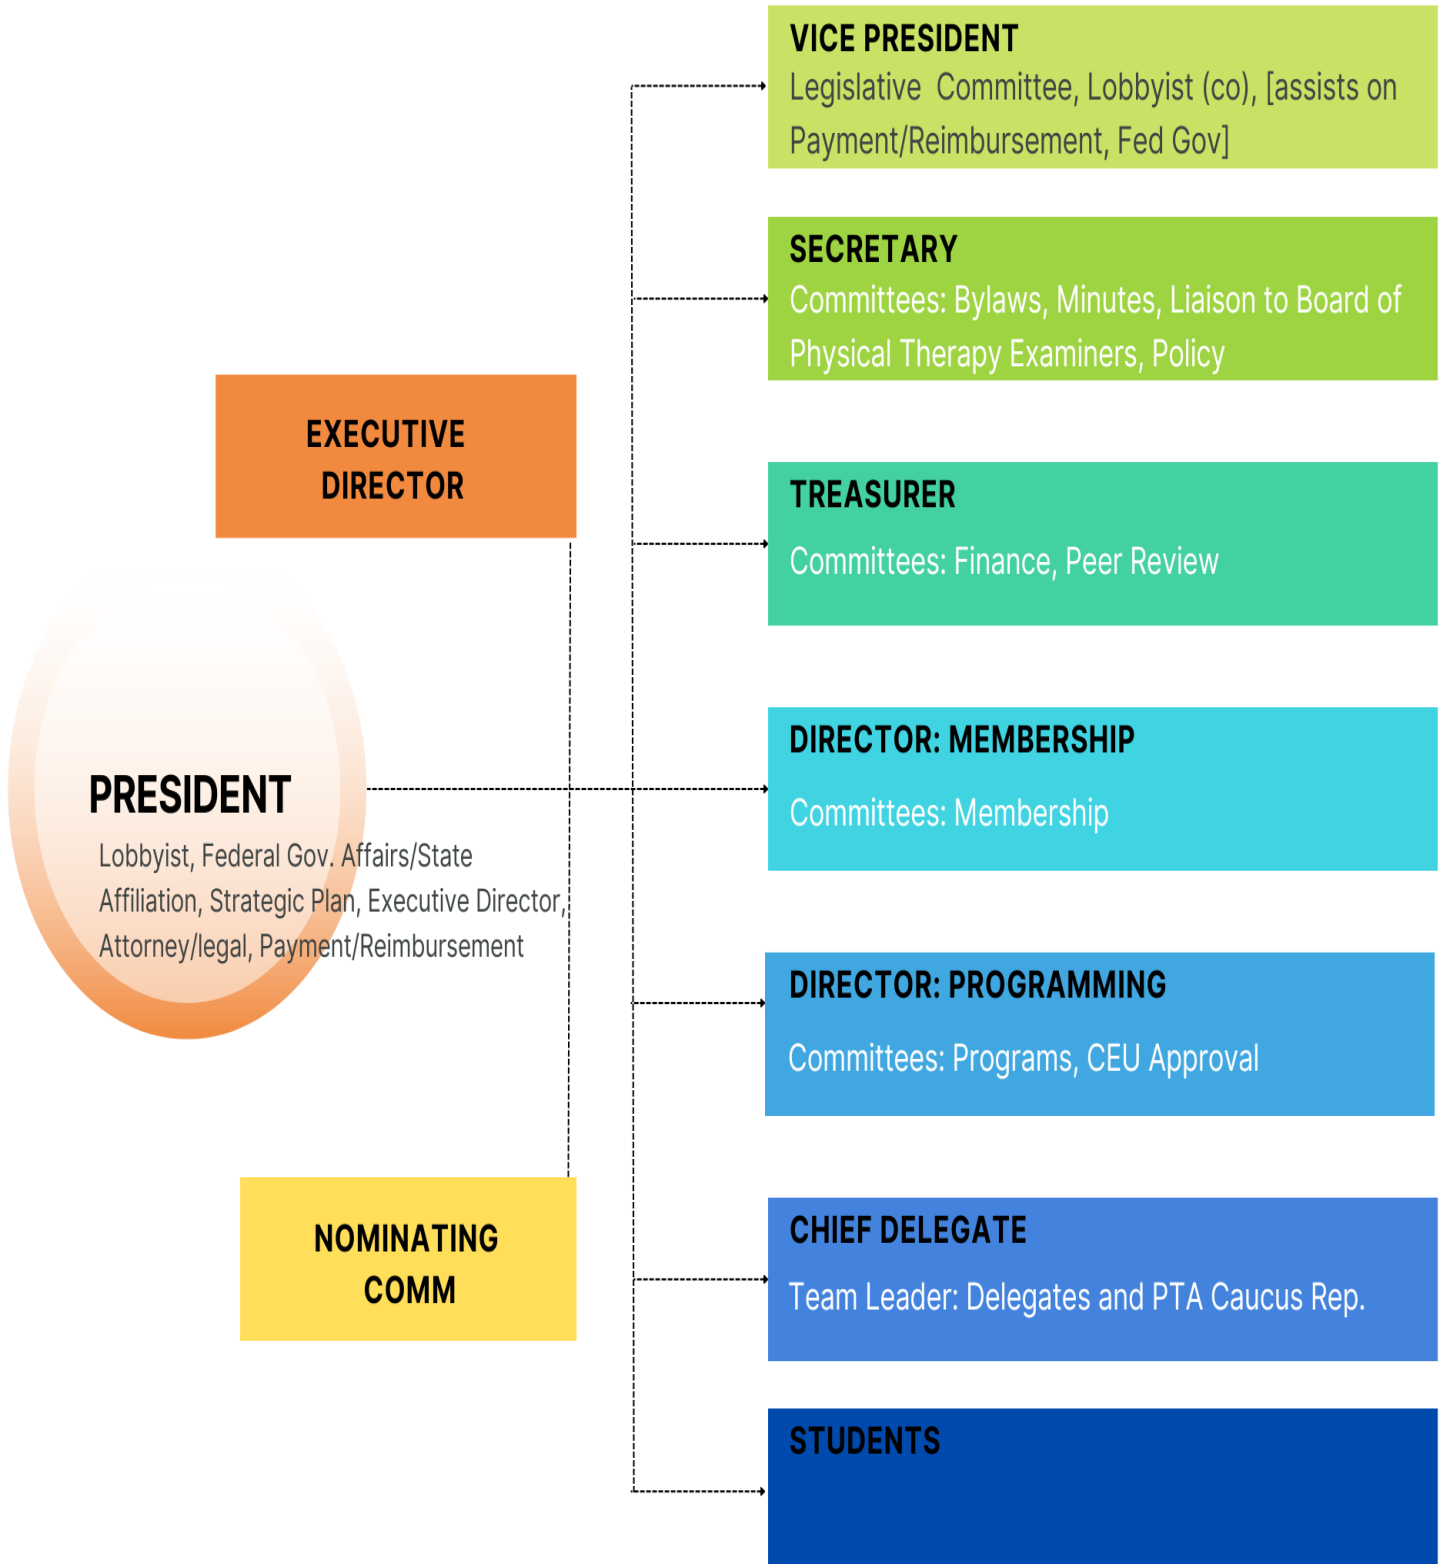 VICE PRESIDENT
Legislative Committee, Lobbyist (co), [assists on
Payment/Reimbursement, Fed Gov]
SECRETARY
Committees: Bylaws, Minutes, Liaison to Board of
Physical Therapy Examiners, Policy
EXECUTIVE
DIRECTOR
TREASURER
Committees: Finance, Peer Review
DIRECTOR: MEMBERSHIP
Committees: Membership
PRESIDENT
Lobbyist, Federal Gov. Affairs/State
Affiliation, Strategic Plan, Executive Director,
Attorney/legal, Payment/Reimbursement
DIRECTOR: PROGRAMMING
Committees: Programs, CEU Approval
NOMINATING
COMM
CHIEF DELEGATE
Team Leader: Delegates and PTA Caucus Rep.
STUDENTS